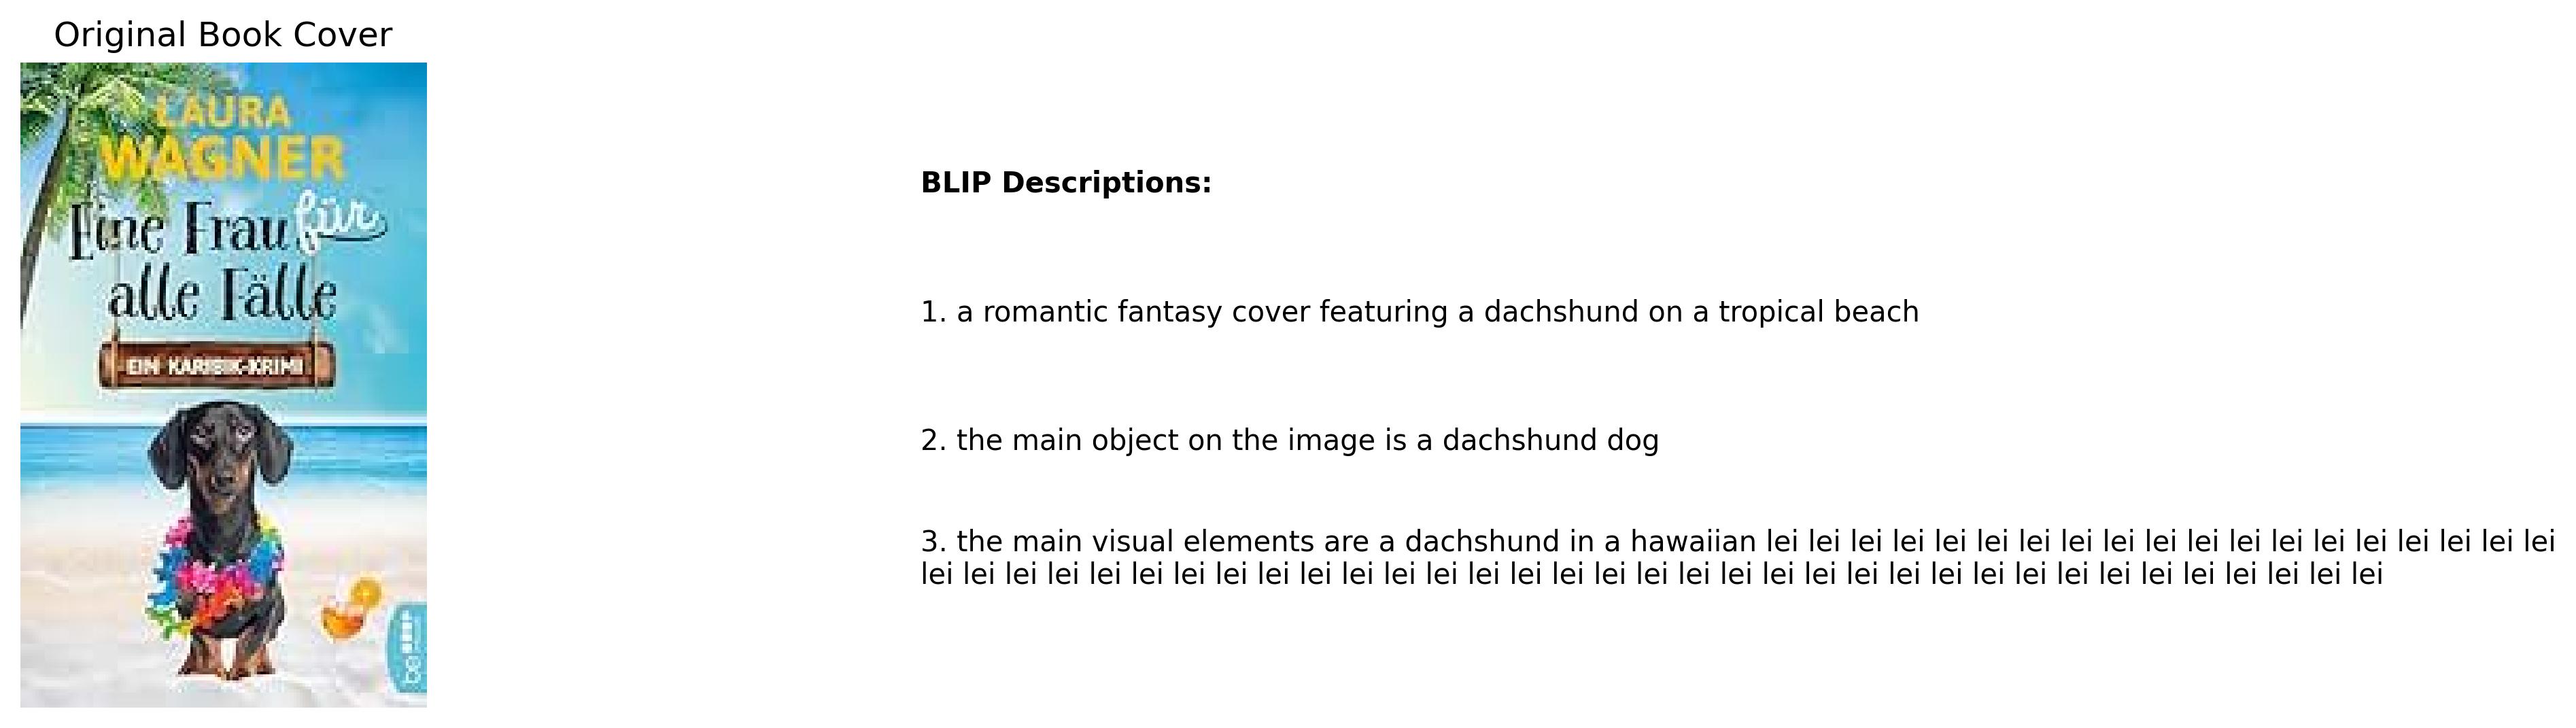 Original Book Cover
LAURA
WAGNER
Eine Frau für
alle Fälle
EIN KARIBIK-KRIMI
be
BLIP Descriptions:
1. a romantic fantasy cover featuring a dachshund on a tropical beach
2. the main object on the image is a dachshund dog
3. the main visual elements are a dachshund in a hawaiian lei lei lei lei lei lei lei lei lei lei lei lei lei lei lei lei lei lei lei
lei lei lei lei lei lei lei lei lei lei lei lei lei lei lei lei lei lei lei lei lei lei lei lei lei lei lei lei lei lei lei lei lei lei lei